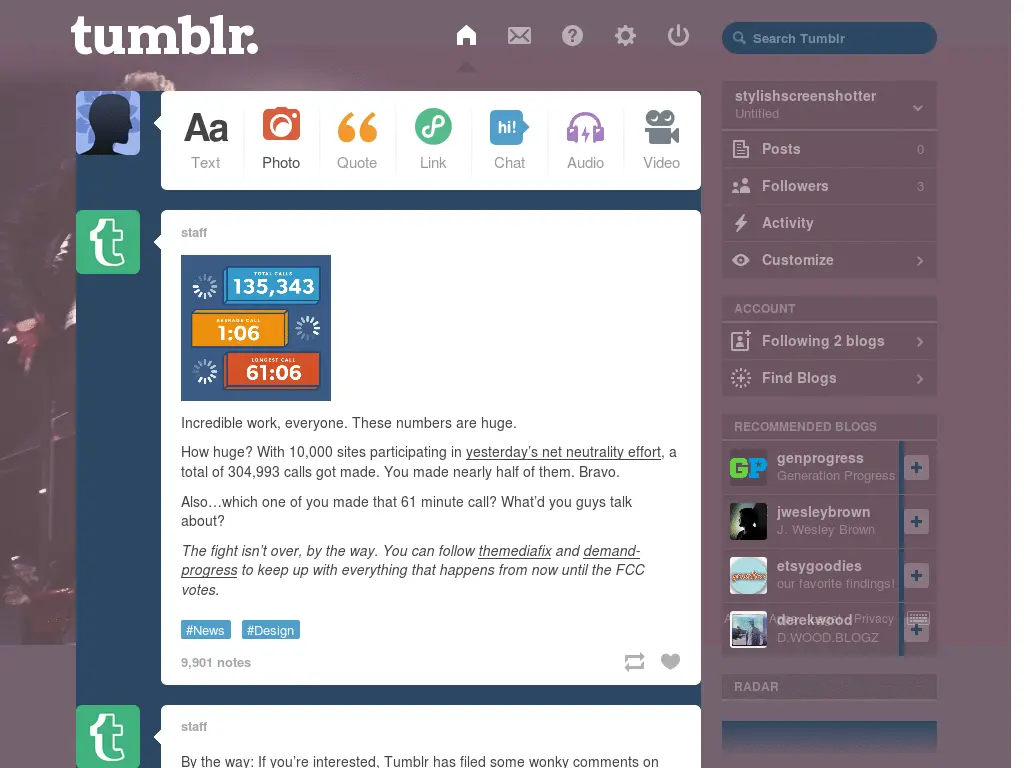 tumblr.
Search Tumblr
Aa
hi!
Text
Photo
Quote
Link
Chat
Audio
Video
stylishscreenshotter
Untitled
Posts 0
Followers 3
Activity
Customize
ACCOUNT
Following 2 blogs
Find Blogs
RECOMMENDED BLOGS
GP
genprogress
Generation Progress
jwesleybrown
J. Wesley Brown
etsygoodies
our favorite findings!
derekwood
D.WOOD.BLOGZ
Privacy
RADAR
t
staff
TOTAL CALLS
135,343
AVERAGE CALL
1:06
LONGEST CALL
61:06
Incredible work, everyone. These numbers are huge.
How huge? With 10,000 sites participating in yesterday's net neutrality effort, a
total of 304,993 calls got made. You made nearly half of them. Bravo.
Also…which one of you made that 61 minute call? What'd you guys talk
about?
The fight isn't over, by the way. You can follow themediafix and demand-
progress to keep up with everything that happens from now until the FCC
votes.
#News #Design
9,901 notes
t
staff
By the way: If you're interested, Tumblr has filed some wonky comments on